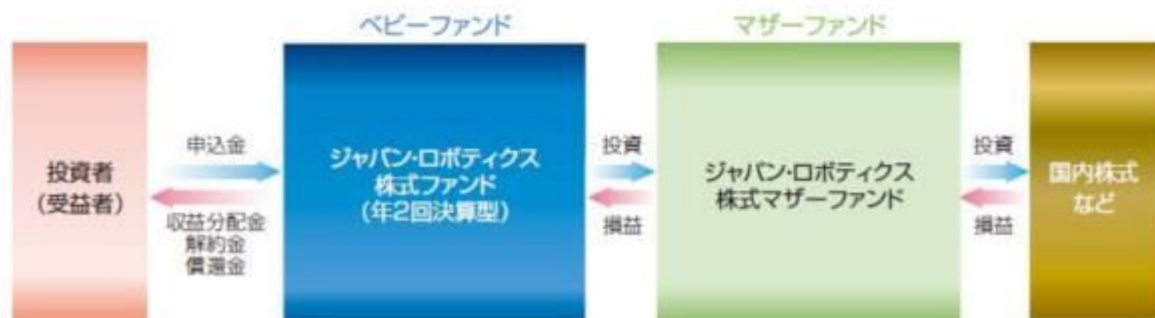 ベビーファンド
マザーファンド
投資者
(受益者)
申込金
収益分配金
解約金
償還金
ジャパン・ロボティクス
株式ファンド
(年2回決算型)
投資
損益
ジャパン・ロボティクス
株式マザーファンド
投資
損益
国内株式
など